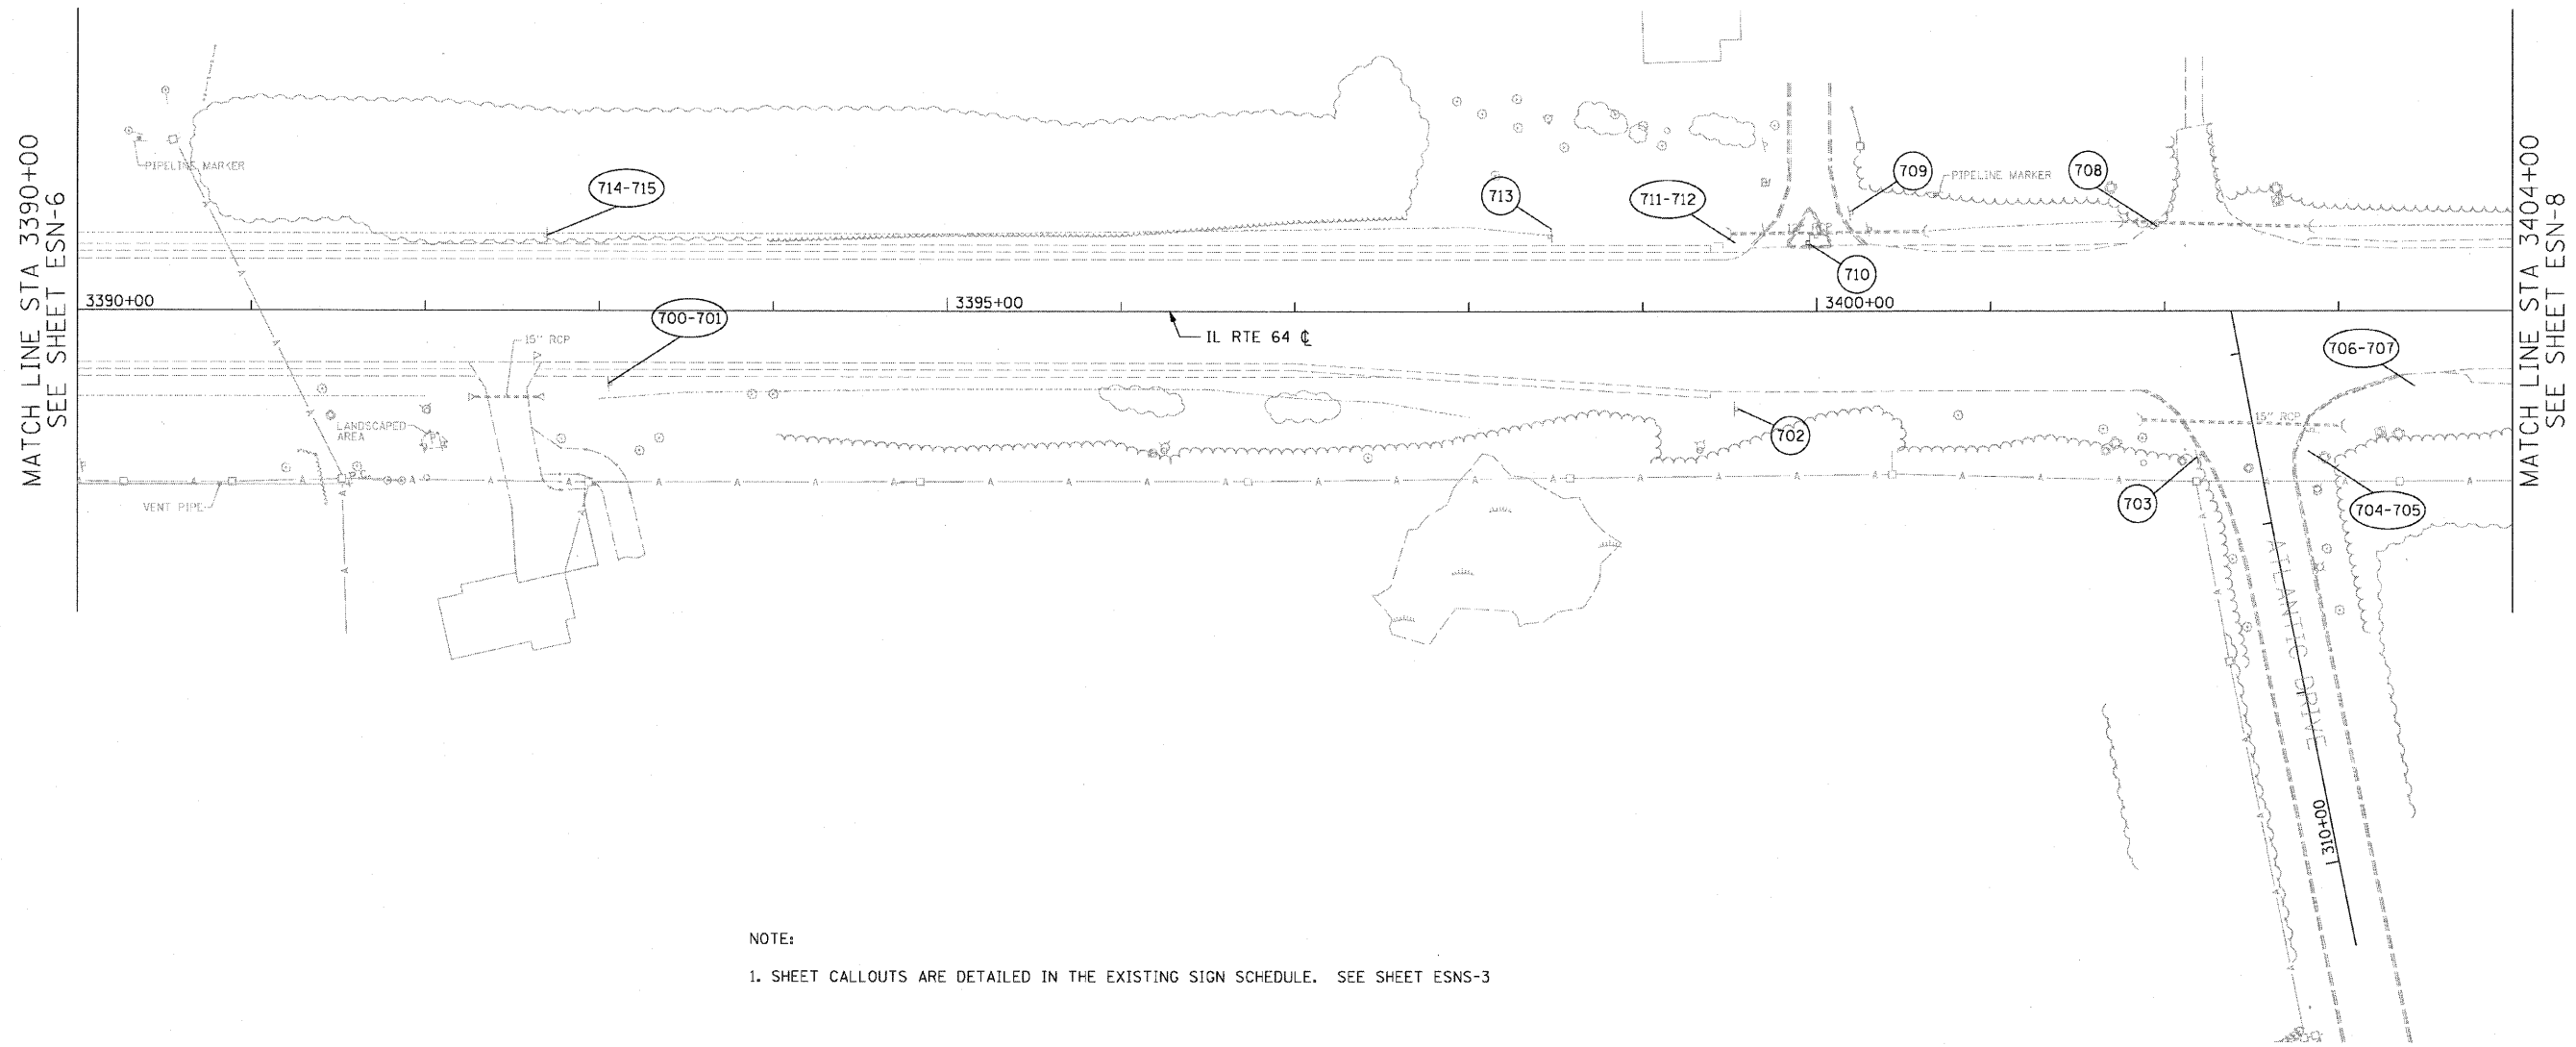 MATCH LINE STA 3390+00
SEE SHEET ESN-6
PIPELINE MARKER
714-715
713
711-712
709
PIPELINE MARKER
708
710
MATCH LINE STA 3404+00
SEE SHEET ESN-8
3390+00
3395+00
3400+00
700-701
15" RCP
IL RTE 64 ℄
706-707
LANDSCAPED
AREA
702
15" RCP
703
704-705
VENT PIPE
ATLANTIC DRIVE
310+00
NOTE:
1. SHEET CALLOUTS ARE DETAILED IN THE EXISTING SIGN SCHEDULE. SEE SHEET ESNS-3